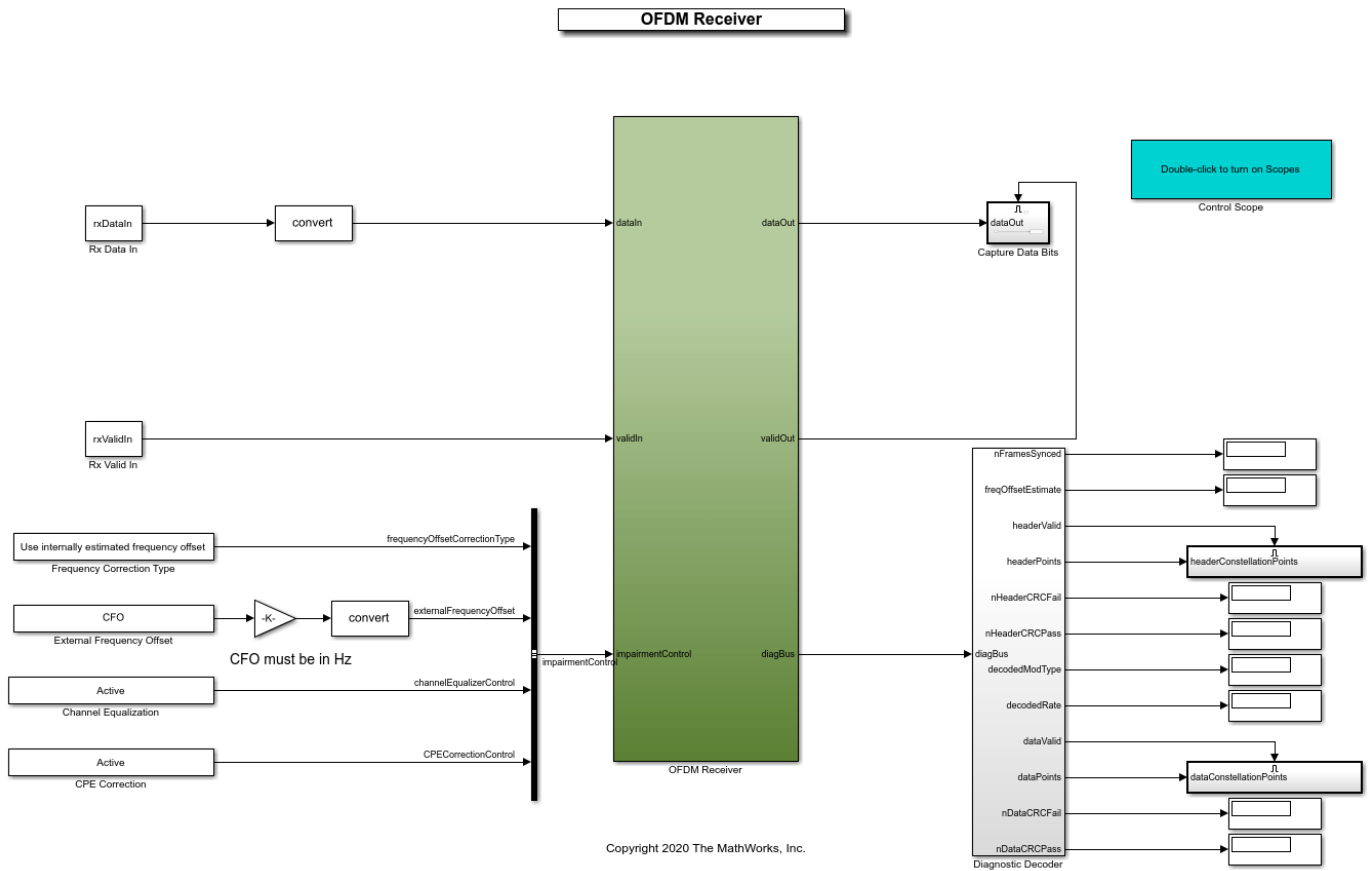 OFDM Receiver
Double-click to turn on Scopes
Control Scope
rxDataIn
Rx Data In
convert
dataIn
dataOut
dataOut
Capture Data Bits
rxValidIn
Rx Valid In
validIn
validOut
Use internally estimated frequency offset
Frequency Correction Type
frequencyOffsetCorrectionType
CFO
External Frequency Offset
-K-
convert
externalFrequencyOffset
CFO must be in Hz
impairmentControl
impairmentControl
diagBus
Active
Channel Equalization
channelEqualizerControl
Active
CPE Correction
CPECorrectionControl
OFDM Receiver
diagBus
nFramesSynced
freqOffsetEstimate
headerValid
headerPoints
headerConstellationPoints
nHeaderCRCFail
nHeaderCRCPass
decodedModType
decodedRate
dataValid
dataPoints
dataConstellationPoints
nDataCRCFail
nDataCRCPass
Diagnostic Decoder
Copyright 2020 The MathWorks, Inc.